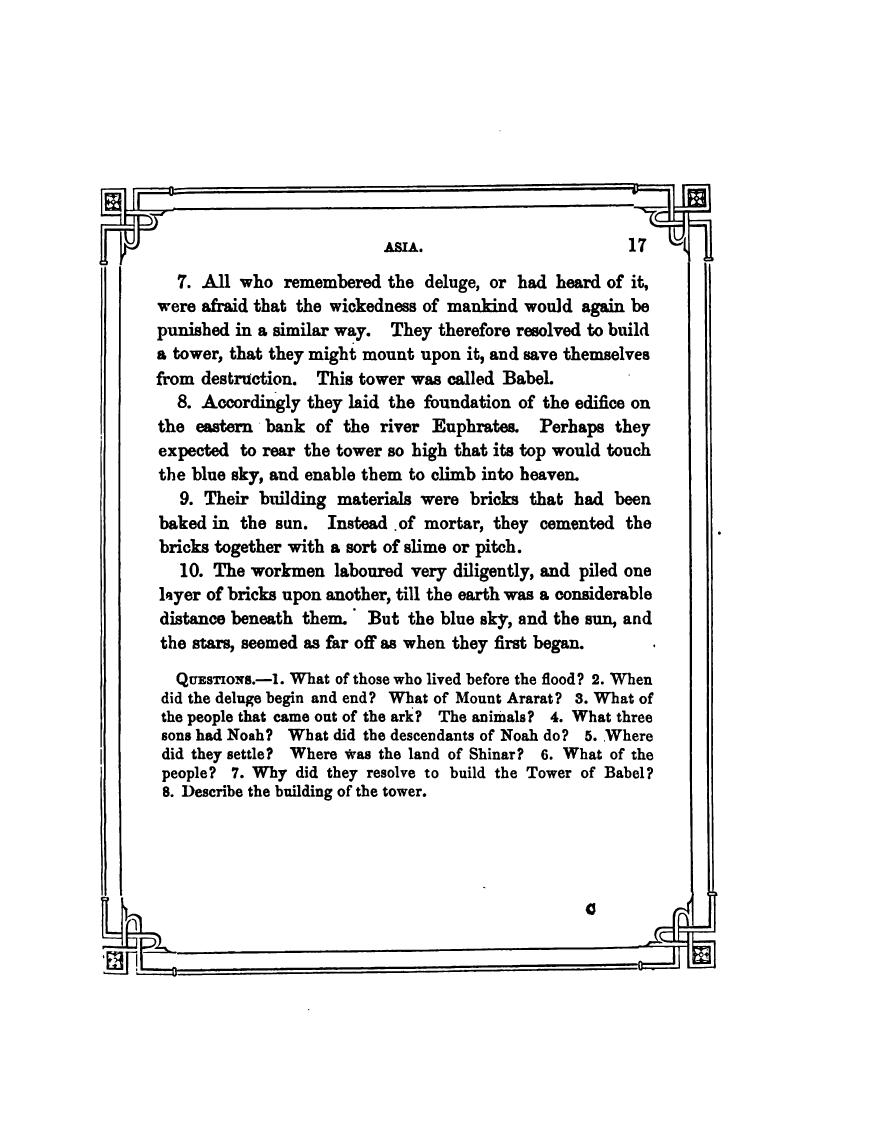 ASIA. 17
7. All who remembered the deluge, or had heard of it,
were afraid that the wickedness of mankind would again be
punished in a similar way. They therefore resolved to build
a tower, that they might mount upon it, and save themselves
from destruction. This tower was called Babel.
8. Accordingly they laid the foundation of the edifice on
the eastern bank of the river Euphrates. Perhaps they
expected to rear the tower so high that its top would touch
the blue sky, and enable them to climb into heaven.
9. Their building materials were bricks that had been
baked in the sun. Instead of mortar, they cemented the
bricks together with a sort of slime or pitch.
10. The workmen laboured very diligently, and piled one
layer of bricks upon another, till the earth was a considerable
distance beneath them. But the blue sky, and the sun, and
the stars, seemed as far off as when they first began.
QUESTIONS.—1. What of those who lived before the flood? 2. When
did the deluge begin and end? What of Mount Ararat? 3. What of
the people that came out of the ark? The animals? 4. What three
sons had Noah? What did the descendants of Noah do? 5. Where
did they settle? Where was the land of Shinar? 6. What of the
people? 7. Why did they resolve to build the Tower of Babel?
8. Describe the building of the tower.
C